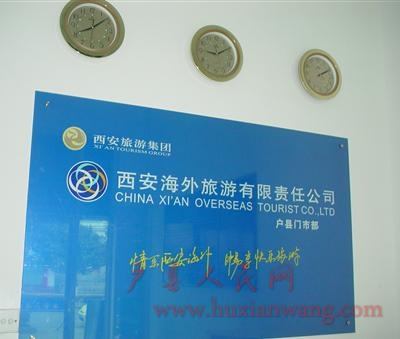 西安旅游集团
XI'AN TOURISM GROUP
西安海外旅游有限责任公司
CHINA XI'AN OVERSEAS TOURIST CO.,LTD
户县门市部
情系西安海外 畅享快乐旅游
户县人民网
www.huxianwang.com